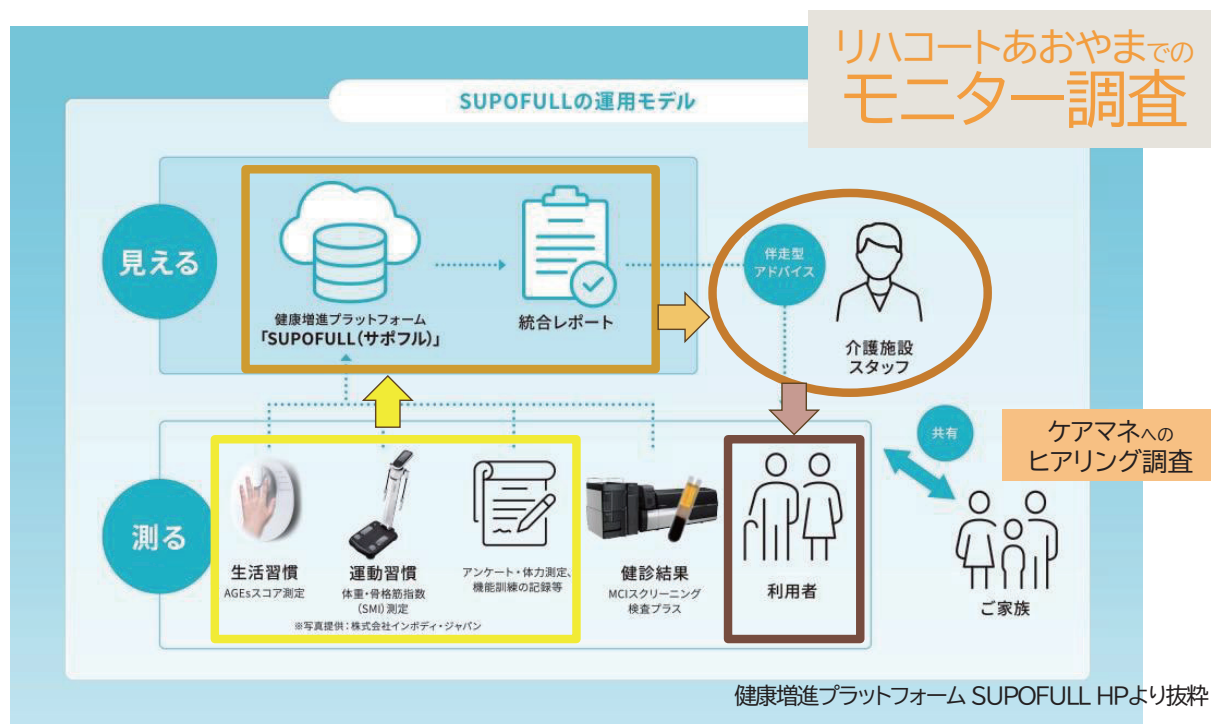 リハコートあおやまでの
モニター調査
SUPOFULLの運用モデル
見える
健康増進プラットフォーム
「SUPOFULL(サポフル)」
統合レポート
伴走型
アドバイス
介護施設
スタッフ
測る
生活習慣
AGEsスコア測定
運動習慣
体重・骨格筋指数
(SMI)測定
※写真提供:株式会社インボディ・ジャパン
アンケート・体力測定、
機能訓練の記録等
健診結果
MCIスクリーニング
検査プラス
利用者
共有
ケアマネへの
ヒアリング調査
ご家族
健康増進プラットフォーム SUPOFULL HPより抜粋